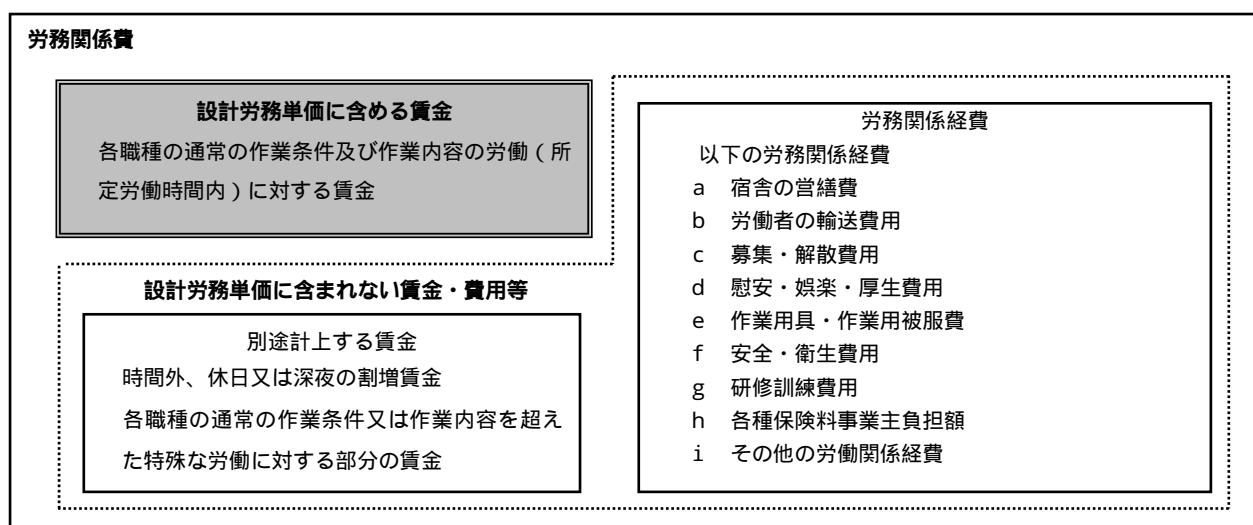 労務関係費
設計労務単価に含める賃金
各職種の通常の作業条件及び作業内容の労働（所
定労働時間内）に対する賃金
設計労務単価に含まれない賃金・費用等
別途計上する賃金
時間外、休日又は深夜の割増賃金
各職種の通常の作業条件又は作業内容を超え
た特殊な労働に対する部分の賃金
労務関係経費
以下の労務関係経費
a 宿舎の営繕費
b 労働者の輸送費用
c 募集・解散費用
d 慰安・娯楽・厚生費用
e 作業用具・作業用被服費
f 安全・衛生費用
g 研修訓練費用
h 各種保険料事業主負担額
i その他の労働関係経費